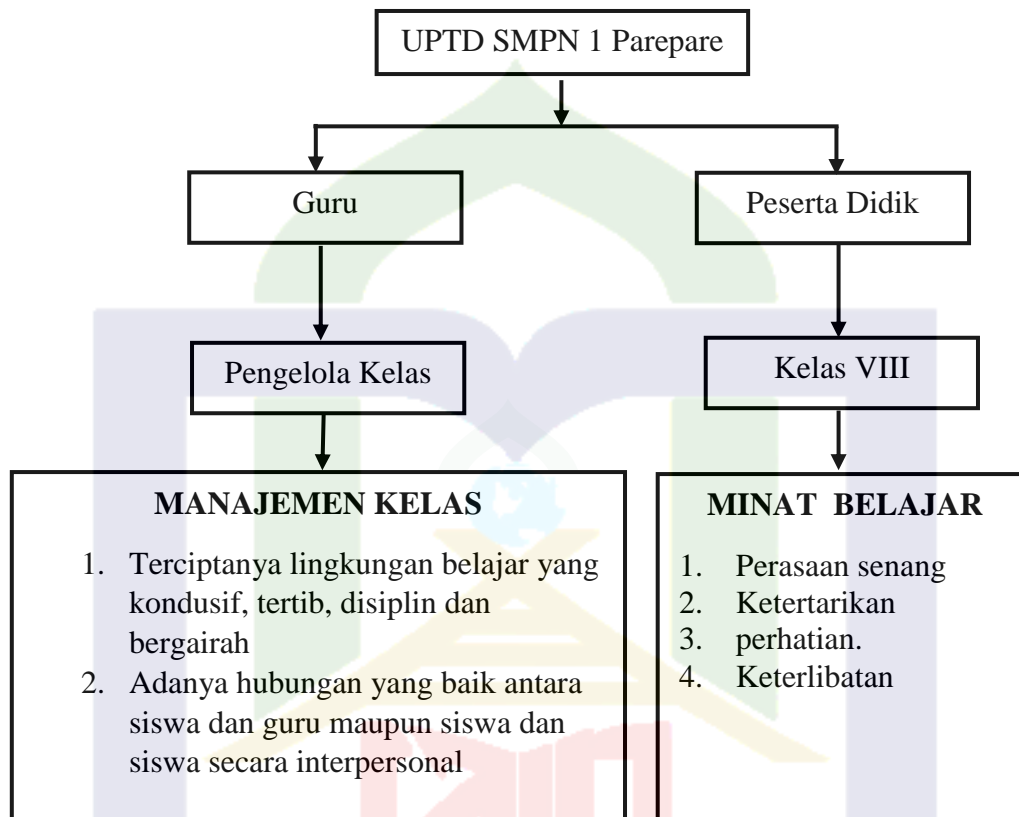 UPTD SMPN 1 Parepare
Guru
Peserta Didik
Pengelola Kelas
Kelas VIII
MANAJEMEN KELAS
1. Terciptanya lingkungan belajar yang
kondusif, tertib, disiplin dan
bergairah
2. Adanya hubungan yang baik antara
siswa dan guru maupun siswa dan
siswa secara interpersonal
MINAT BELAJAR
1. Perasaan senang
2. Ketertarikan
3. perhatian.
4. Keterlibatan